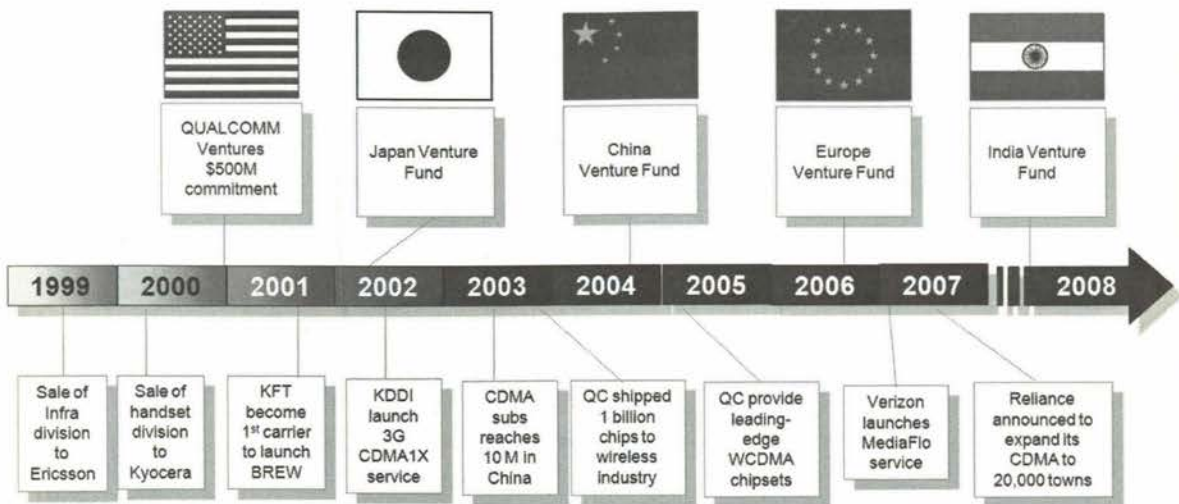 QUALCOMM
Ventures
$500M
commitment
Japan Venture
Fund
China
Venture Fund
Europe
Venture Fund
India Venture
Fund
1999 2000 2001 2002 2003 2004 2005 2006 2007 2008
Sale of
Infra
division to
Ericsson
Sale of
handset
division
to
Kyocera
KFT
become
1st carrier
to launch
BREW
KDDI
launch
3G
CDMA1X
service
CDMA
subs
reaches
10 M in
China
QC shipped
1 billion
chips to
wireless
industry
QC provide
leading-
edge
WCDMA
chipsets
Verizon
launches
MediaFlo
service
Reliance
announced to
expand its
CDMA to
20,000 towns